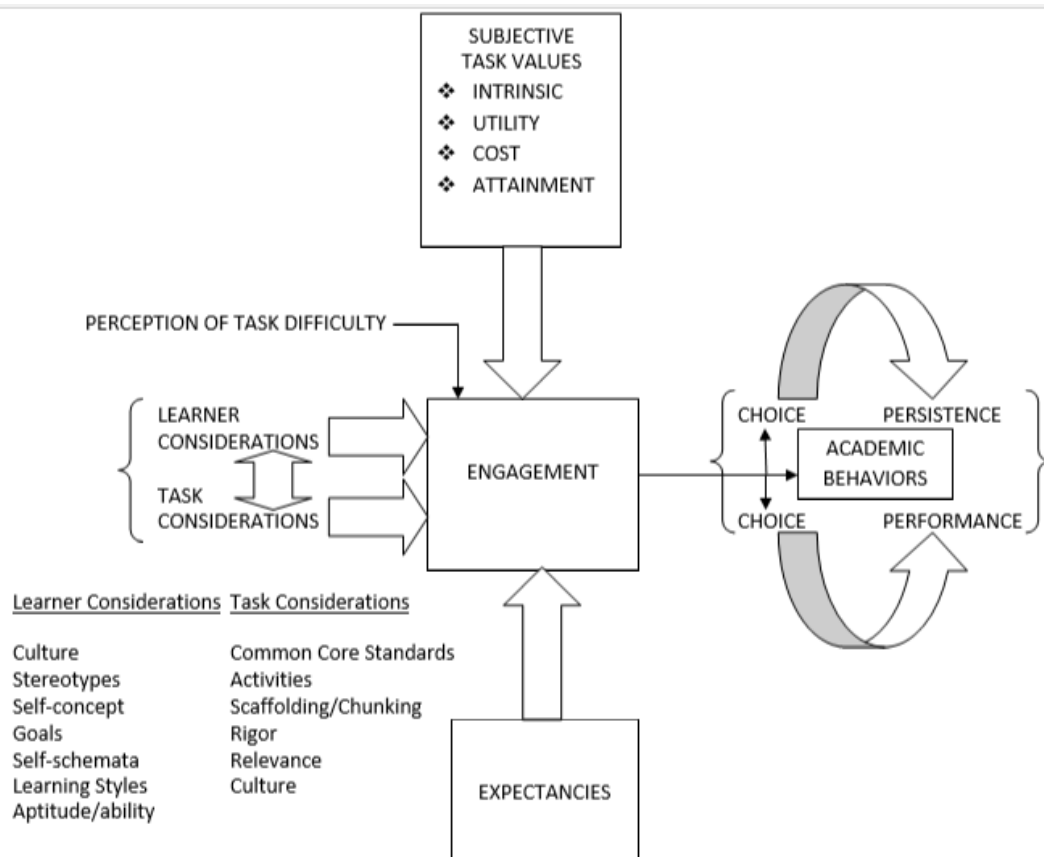 SUBJECTIVE
TASK VALUES
❖ INTRINSIC
❖ UTILITY
❖ COST
❖ ATTAINMENT
PERCEPTION OF TASK DIFFICULTY
LEARNER
CONSIDERATIONS
TASK
CONSIDERATIONS
ENGAGEMENT
CHOICE
PERSISTENCE
ACADEMIC
BEHAVIORS
CHOICE
PERFORMANCE
Learner Considerations
Culture
Stereotypes
Self-concept
Goals
Self-schemata
Learning Styles
Aptitude/ability
Task Considerations
Common Core Standards
Activities
Scaffolding/Chunking
Rigor
Relevance
Culture
EXPECTANCIES